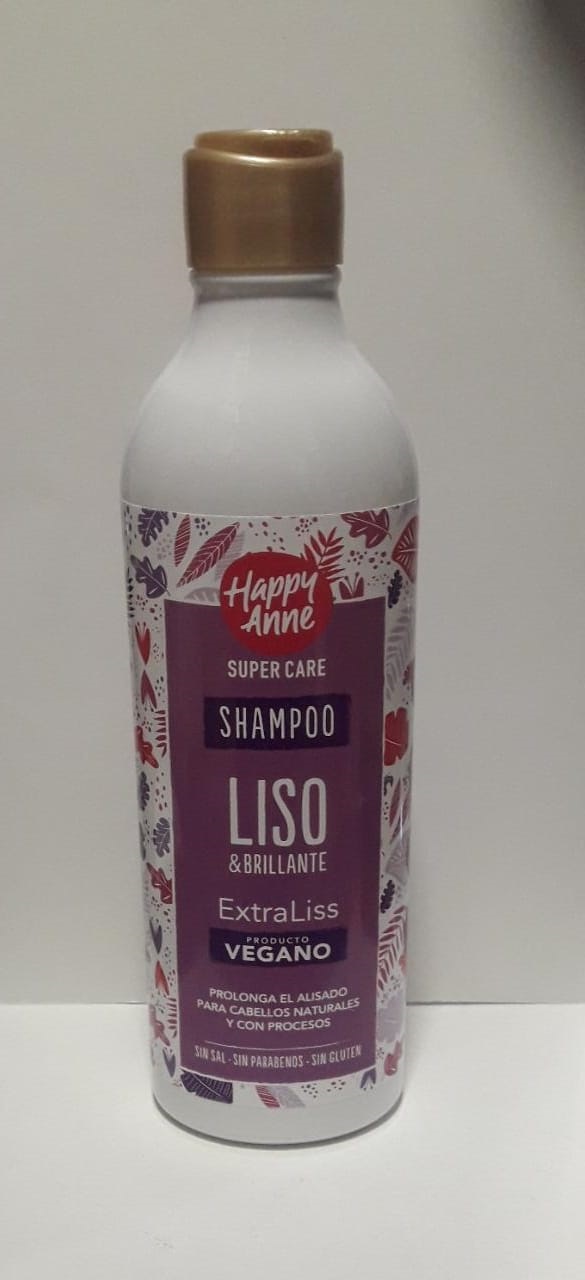 Happy
Anne
SUPER CARE
SHAMPOO
LISO
&BRILLANTE
ExtraLiss
PRODUCTO
VEGANO
PROLONGA EL ALISADO
PARA CABELLOS NATURALES
Y CON PROCESOS
SIN SAL - SIN PARABENOS - SIN GLUTEN